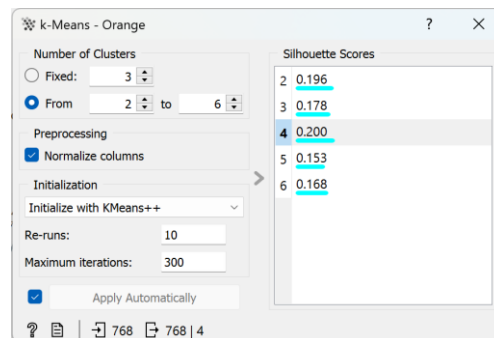 k-Means - Orange ? ×
Number of Clusters
Fixed: 3
From 2 to 6
Preprocessing
Normalize columns
Initialization
Initialize with KMeans++
Re-runs: 10
Maximum iterations: 300
Apply Automatically
? 768 768 | 4
Silhouette Scores
2 0.196
3 0.178
4 0.200
5 0.153
6 0.168